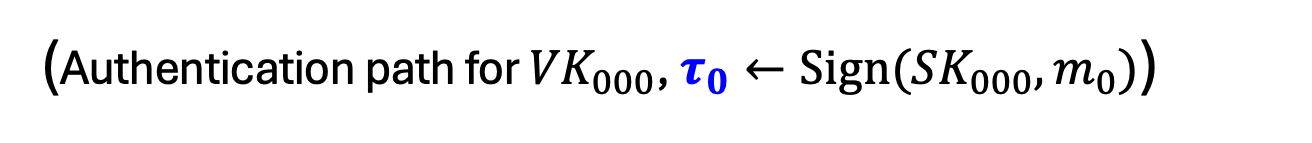 (Authentication path for 𝑉𝐾₀₀₀, 𝝉₀ ← Sign(𝑆𝐾₀₀₀, 𝑚₀))